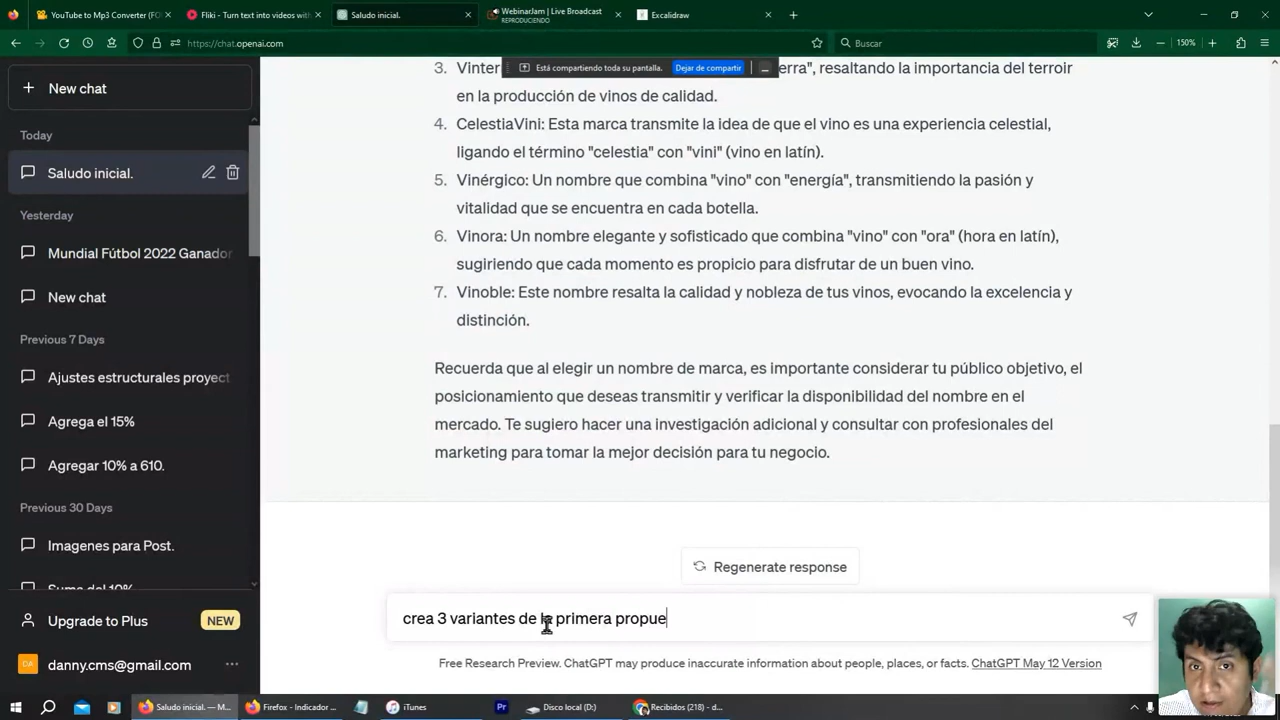 YouTube to Mp3 Converter (FO
Fliki - Turn text into videos with
Saludo inicial.
WebinarJam | Live Broadcast
REPRODUCIENDO
Excalidraw
https://chat.openai.com
Buscar
150%
Está compartiendo toda su pantalla.
Dejar de compartir
New chat
Today
Saludo inicial.
Yesterday
Mundial Fútbol 2022 Ganador
New chat
Previous 7 Days
Ajustes estructurales proyect
Agrega el 15%
Agregar 10% a 610.
Previous 30 Days
Imagenes para Post.
Suma del 10%
Upgrade to Plus
NEW
DA
danny.cms@gmail.com
3. Vinter erra", resaltando la importancia del terroir
en la producción de vinos de calidad.
4. CelestiaVini: Esta marca transmite la idea de que el vino es una experiencia celestial,
ligando el término "celestia" con "vini" (vino en latín).
5. Vinérgico: Un nombre que combina "vino" con "energía", transmitiendo la pasión y
vitalidad que se encuentra en cada botella.
6. Vinora: Un nombre elegante y sofisticado que combina "vino" con "ora" (hora en latín),
sugiriendo que cada momento es propicio para disfrutar de un buen vino.
7. Vinoble: Este nombre resalta la calidad y nobleza de tus vinos, evocando la excelencia y
distinción.
Recuerda que al elegir un nombre de marca, es importante considerar tu público objetivo, el
posicionamiento que deseas transmitir y verificar la disponibilidad del nombre en el
mercado. Te sugiero hacer una investigación adicional y consultar con profesionales del
marketing para tomar la mejor decisión para tu negocio.
Regenerate response
crea 3 variantes de la primera propue
Free Research Preview. ChatGPT may produce inaccurate information about people, places, or facts. ChatGPT May 12 Version
Saludo inicial. — M...
Firefox - Indicador ...
iTunes
Pr
Disco local (D:)
Recibidos (218) - d...